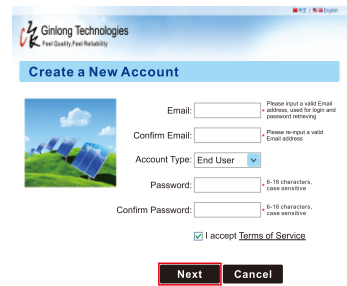 中文 | English
Ginlong Technologies
Feel Quality, Feel Reliability
Create a New Account
Email:
* Please input a valid Email
address, used for login and
password retrieving
Confirm Email:
* Please re-input a valid
Email address
Account Type: End User
Password:
* 6-16 characters,
case sensitive
Confirm Password:
* 6-16 characters,
case sensitive
I accept Terms of Service
Next Cancel